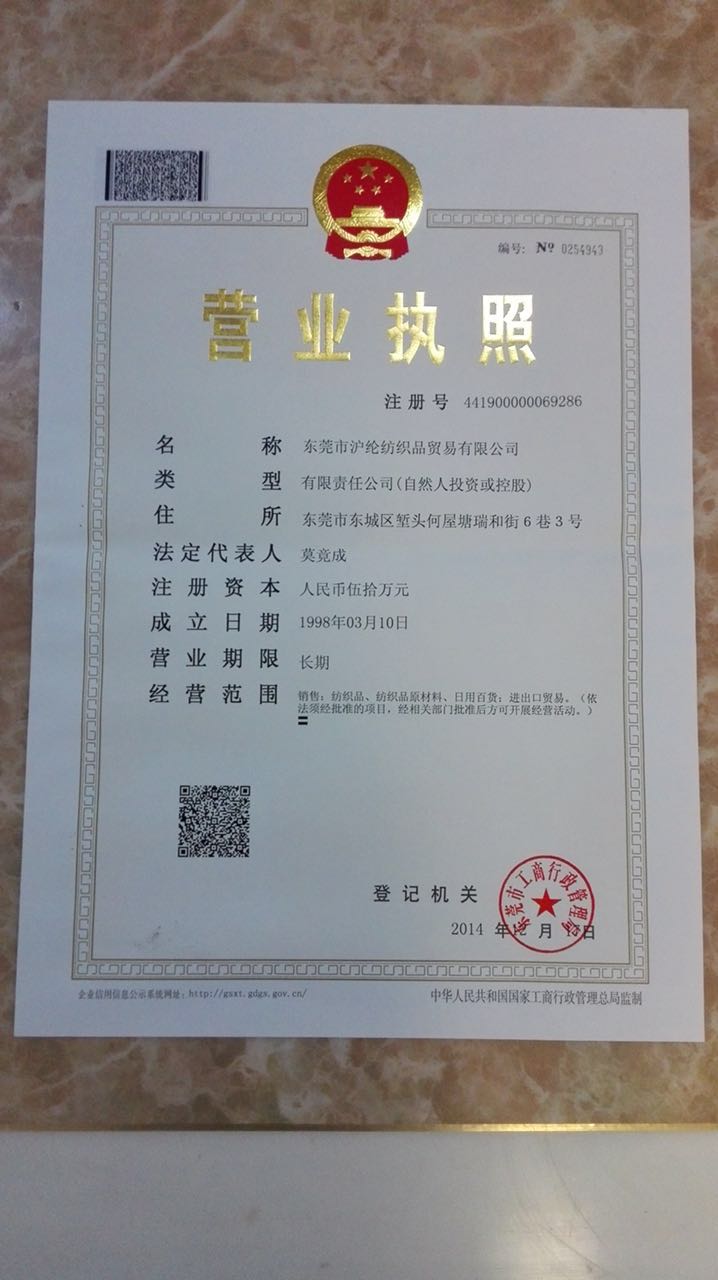 编号: № 0254943
营业执照
注册号 441900000069286
名称 东莞市沪纶纺织品贸易有限公司
类型 有限责任公司(自然人投资或控股)
住所 东莞市东城区堑头何屋塘瑞和街6巷3号
法定代表人 莫竟成
注册资本 人民币伍拾万元
成立日期 1998年03月10日
营业期限 长期
经营范围 销售：纺织品、纺织品原材料、日用百货；进出口贸易。（依
法须经批准的项目，经相关部门批准后方可开展经营活动。）
东莞市工商行政管理局
登记机关
2014 年12 月 日
企业信用信息公示系统网址：http://gsxt.gdgs.gov.cn/
中华人民共和国国家工商行政管理总局监制